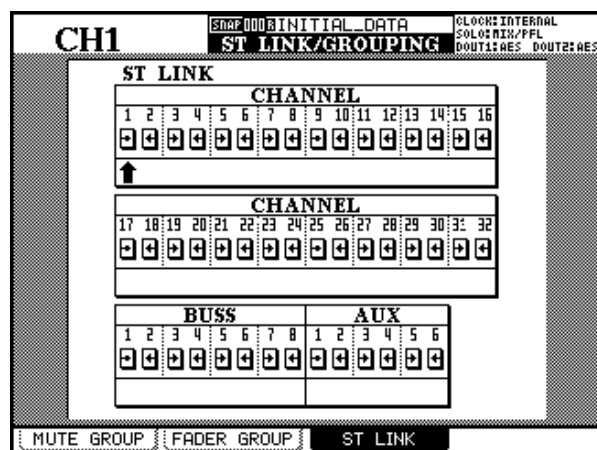 CH1
SNAP 000 B INITIAL_DATA
ST LINK/GROUPING
CLOCK:INTERNAL
SOLO:MIX/PFL
DOUT1:AES DOUT2:AES
ST LINK
CHANNEL
1 2 3 4 5 6 7 8 9 10 11 12 13 14 15 16
CHANNEL
17 18 19 20 21 22 23 24 25 26 27 28 29 30 31 32
BUSS AUX
1 2 3 4 5 6 7 8 1 2 3 4 5 6
MUTE GROUP FADER GROUP ST LINK